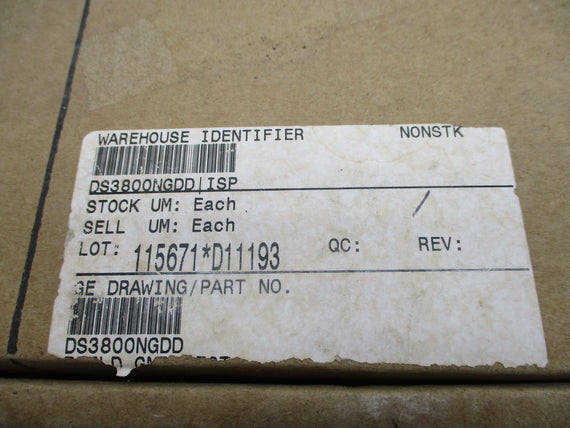 WAREHOUSE IDENTIFIER NONSTK
DS3800NGDD|ISP
STOCK UM: Each
SELL UM: Each
LOT: 115671*D11193 QC: REV:
GE DRAWING/PART NO.
DS3800NGDD